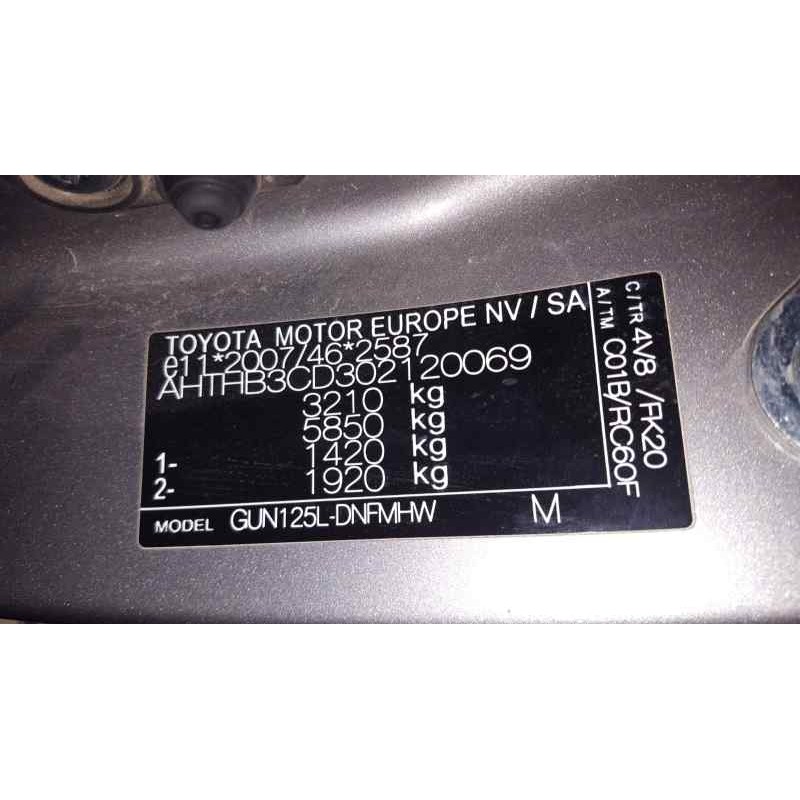 TOYOTA MOTOR EUROPE NV / SA
e11*2007/46*2587
AHTHB3CD302120069
3210 kg
5850 kg
1- 1420 kg
2- 1920 kg
MODEL GUN125L-DNFMHW M
C/TR 4V8 /FK20
A/TM C01B/RC60F